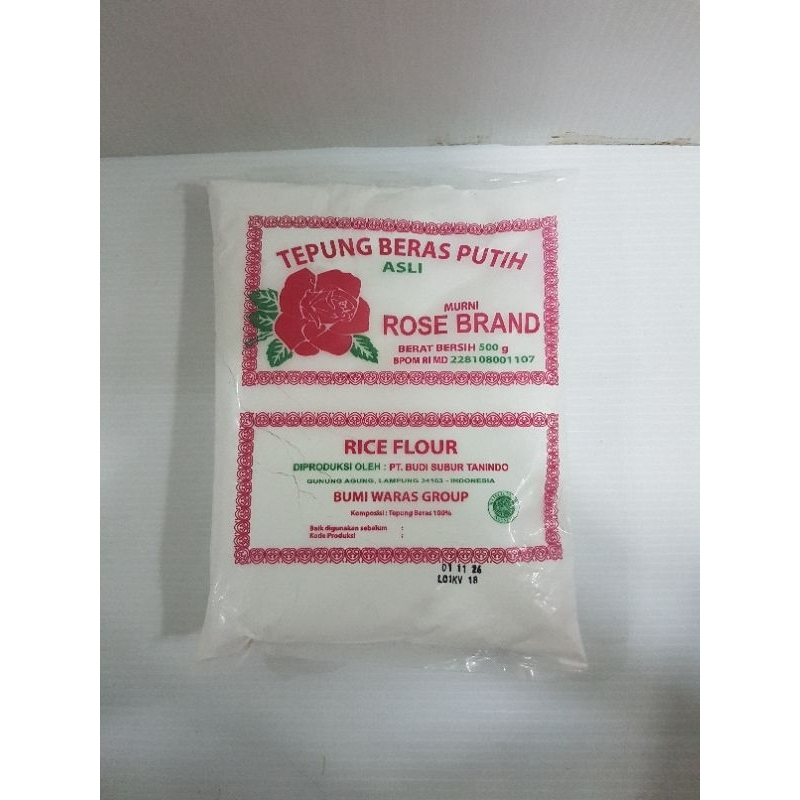 TEPUNG BERAS PUTIH
ASLI
MURNI
ROSE BRAND
BERAT BERSIH 500 g
BPOM RI MD 228108001107
RICE FLOUR
DIPRODUKSI OLEH : PT. BUDI SUBUR TANINDO
GUNUNG AGUNG, LAMPUNG 34163 - INDONESIA
BUMI WARAS GROUP
Komposisi : Tepung Beras 100%
Baik digunakan sebelum :
Kode Produksi :
01 11 26
L01KV 18